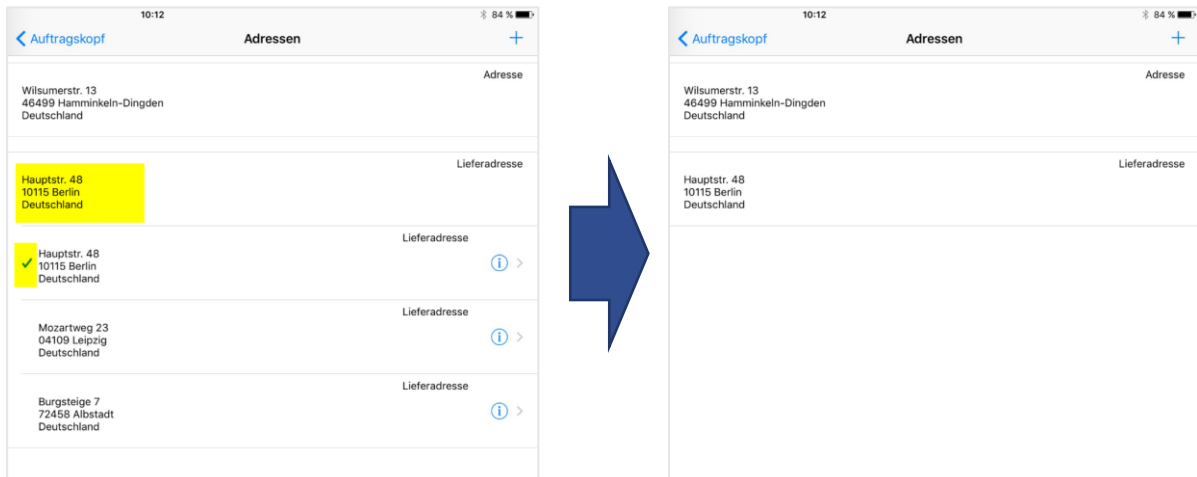 10:12
84 %
Auftragskopf
Adressen
+
Adresse
Wilsumerstr. 13
46499 Hamminkeln-Dingden
Deutschland
Lieferadresse
Hauptstr. 48
10115 Berlin
Deutschland
Lieferadresse
Hauptstr. 48
10115 Berlin
Deutschland
Lieferadresse
Mozartweg 23
04109 Leipzig
Deutschland
Lieferadresse
Burgsteige 7
72458 Albstadt
Deutschland
10:12
84 %
Auftragskopf
Adressen
+
Adresse
Wilsumerstr. 13
46499 Hamminkeln-Dingden
Deutschland
Lieferadresse
Hauptstr. 48
10115 Berlin
Deutschland